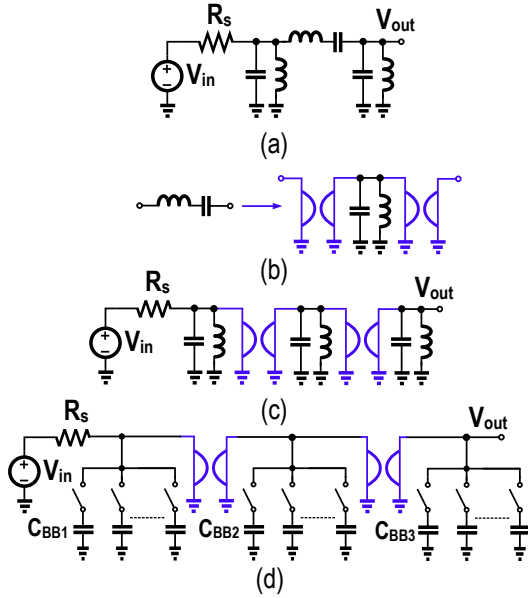 Rs
Vout
+
-
Vin
(a)
(b)
Rs
Vout
+
-
Vin
(c)
Rs
Vout
+
-
Vin
CBB1
CBB2
CBB3
(d)